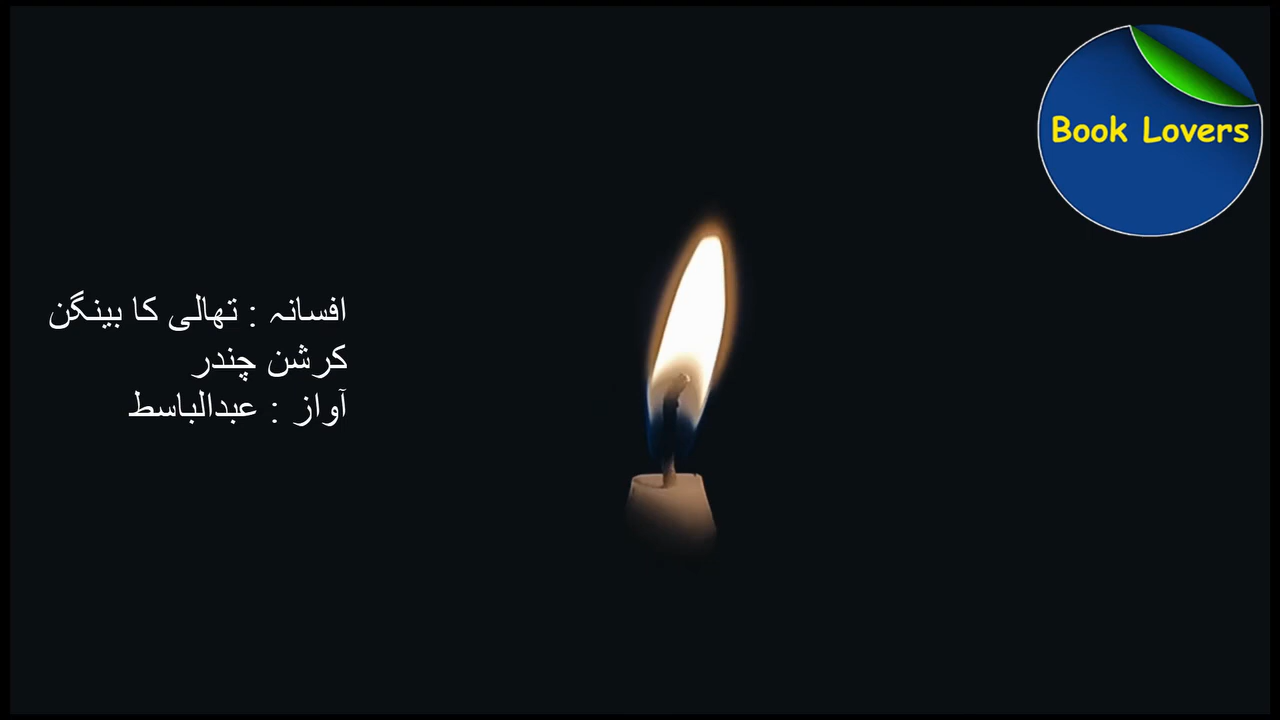 Book Lovers
افسانہ : تھالی کا بینگن
کرشن چندر
آواز : عبدالباسط